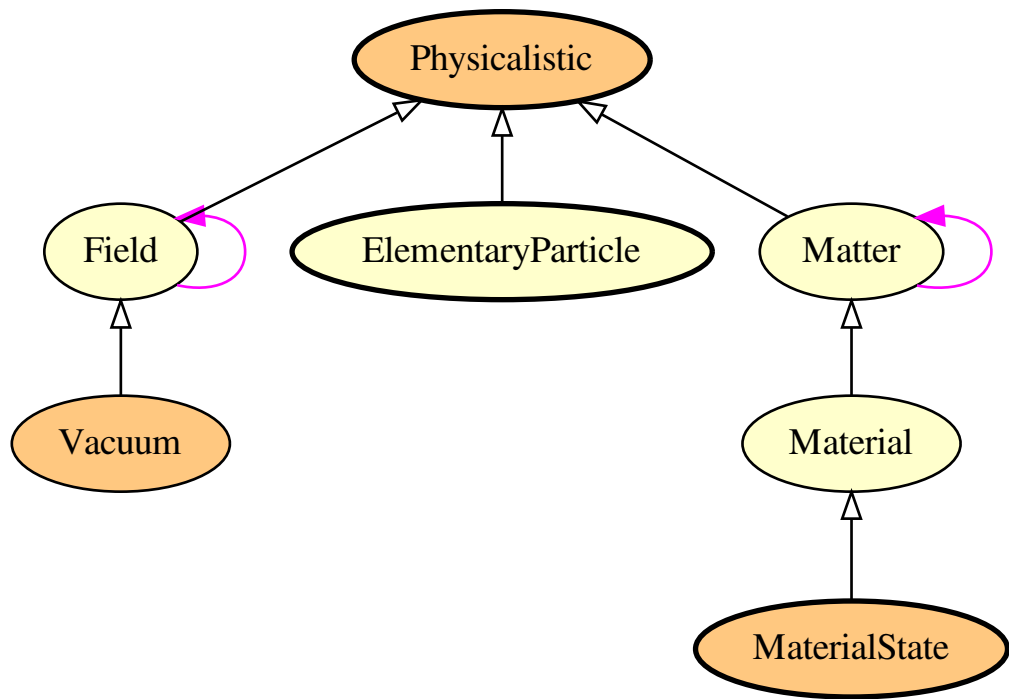 Physicalistic
Field
ElementaryParticle
Matter
Vacuum
Material
MaterialState